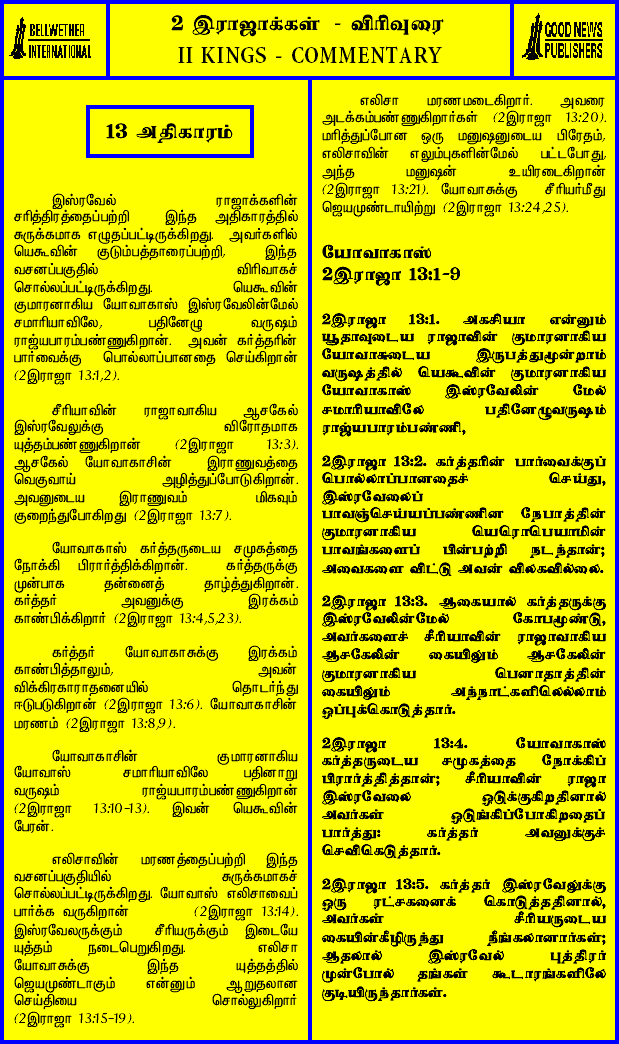 BELLWETHER
INTERNATIONAL
2 இராஜாக்கள் - விரிவுரை
II KINGS - COMMENTARY
GOOD NEWS
PUBLISHERS
13 அதிகாரம்
இஸ்ரவேல் ராஜாக்களின்
சரித்திரத்தைப்பற்றி இந்த அதிகாரத்தில்
சுருக்கமாக எழுதப்பட்டிருக்கிறது. அவர்களில்
யெகூவின் குடும்பத்தாரைப்பற்றி, இந்த
வசனப்பகுதில் விரிவாகச்
சொல்லப்பட்டிருக்கிறது. யெகூவின்
குமாரனாகிய யோவாகாஸ் இஸ்ரவேலின்மேல்
சமாரியாவிலே, பதினேழு வருஷம்
ராஜ்யபாரம்பண்ணுகிறான். அவன் கர்த்தரின்
பார்வைக்கு பொல்லாப்பானதை செய்கிறான்
(2இராஜா 13:1,2).
சீரியாவின் ராஜாவாகிய ஆசகேல்
இஸ்ரவேலுக்கு விரோதமாக
யுத்தம்பண்ணுகிறான் (2இராஜா 13:3).
ஆசகேல் யோவாகாசின் இராணுவத்தை
வெகுவாய் அழித்துப்போடுகிறான்.
அவனுடைய இராணுவம் மிகவும்
குறைந்துபோகிறது (2இராஜா 13:7).
யோவாகாஸ் கர்த்தருடைய சமுகத்தை
நோக்கி பிரார்த்திக்கிறான். கர்த்தருக்கு
முன்பாக தன்னைத் தாழ்த்துகிறான்.
கர்த்தர் அவனுக்கு இரக்கம்
காண்பிக்கிறார் (2இராஜா 13:4,5,23).
கர்த்தர் யோவாகாசுக்கு இரக்கம்
காண்பித்தாலும், அவன்
விக்கிரகாராதனையில் தொடர்ந்து
ஈடுபடுகிறான் (2இராஜா 13:6). யோவாகாசின்
மரணம் (2இராஜா 13:8,9).
யோவாகாசின் குமாரனாகிய
யோவாஸ் சமாரியாவிலே பதினாறு
வருஷம் ராஜ்யபாரம்பண்ணுகிறான்
(2இராஜா 13:10-13). இவன் யெகூவின்
பேரன்.
எலிசாவின் மரணத்தைப்பற்றி இந்த
வசனப்பகுதியில் சுருக்கமாகச்
சொல்லப்பட்டிருக்கிறது. யோவாஸ் எலிசாவைப்
பார்க்க வருகிறான் (2இராஜா 13:14).
இஸ்ரவேலருக்கும் சீரியருக்கும் இடையே
யுத்தம் நடைபெறுகிறது. எலிசா
யோவாசுக்கு இந்த யுத்தத்தில்
ஜெயமுண்டாகும் என்னும் ஆறுதலான
செய்தியை சொல்லுகிறார்
(2இராஜா 13:15-19).
எலிசா மரணமடைகிறார். அவரை
அடக்கம்பண்ணுகிறார்கள் (2இராஜா 13:20).
மரித்துப்போன ஒரு மனுஷனுடைய பிரேதம்,
எலிசாவின் எலும்புகளின்மேல் பட்டபோது,
அந்த மனுஷன் உயிரடைகிறான்
(2இராஜா 13:21). யோவாசுக்கு சீரியர்மீது
ஜெயமுண்டாயிற்று (2இராஜா 13:24,25).
யோவாகாஸ்
2இராஜா 13:1-9
2இராஜா 13:1. அகசியா என்னும்
யூதாவுடைய ராஜாவின் குமாரனாகிய
யோவாசுடைய இருபத்துமூன்றாம்
வருஷத்தில் யெகூவின் குமாரனாகிய
யோவாகாஸ் இஸ்ரவேலின் மேல்
சமாரியாவிலே பதினேழுவருஷம்
ராஜ்யபாரம்பண்ணி,
2இராஜா 13:2. கர்த்தரின் பார்வைக்குப்
பொல்லாப்பானதைச் செய்து,
இஸ்ரவேலைப்
பாவஞ்செய்யப்பண்ணின நேபாத்தின்
குமாரனாகிய யெரொபெயாமின்
பாவங்களைப் பின்பற்றி நடந்தான்;
அவைகளை விட்டு அவன் விலகவில்லை.
2இராஜா 13:3. ஆகையால் கர்த்தருக்கு
இஸ்ரவேலின்மேல் கோபமூண்டு,
அவர்களைச் சீரியாவின் ராஜாவாகிய
ஆசகேலின் கையிலும் ஆசகேலின்
குமாரனாகிய பெனாதாத்தின்
கையிலும் அந்நாட்களிலெல்லாம்
ஒப்புக்கொடுத்தார்.
2இராஜா 13:4. யோவாகாஸ்
கர்த்தருடைய சமுகத்தை நோக்கிப்
பிரார்த்தித்தான்; சீரியாவின் ராஜா
இஸ்ரவேலை ஒடுக்குகிறதினால்
அவர்கள் ஒடுங்கிப்போகிறதைப்
பார்த்து: கர்த்தர் அவனுக்குச்
செவிகொடுத்தார்.
2இராஜா 13:5. கர்த்தர் இஸ்ரவேலுக்கு
ஒரு ரட்சகனைக் கொடுத்ததினால்,
அவர்கள் சீரியருடைய
கையின்கீழிருந்து நீங்கலானார்கள்;
ஆதலால் இஸ்ரவேல் புத்திரர்
முன்போல் தங்கள் கூடாரங்களிலே
குடியிருந்தார்கள்.